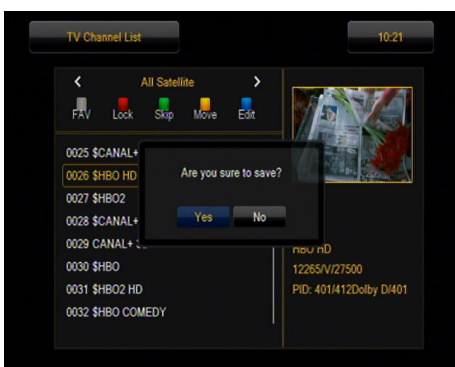 TV Channel List
10:21
All Satellite
FAV Lock Skip Move Edit
0025 $CANAL+
0026 $HBO HD
0027 $HBO2
0028 $CANAL+
0029 CANAL+
0030 $HBO
0031 $HBO2 HD
0032 $HBO COMEDY
Are you sure to save?
Yes No
HBO HD
12265/V/27500
PID: 401/412Dolby D/401